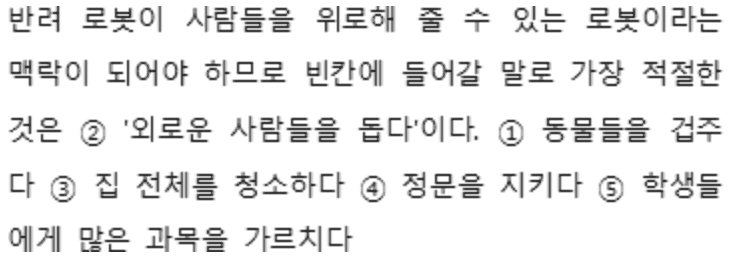 반려 로봇이 사람들을 위로해 줄 수 있는 로봇이라는
맥락이 되어야 하므로 빈칸에 들어갈 말로 가장 적절한
것은 ② '외로운 사람들을 돕다'이다. ① 동물들을 겁주
다 ③ 집 전체를 청소하다 ④ 정문을 지키다 ⑤ 학생들
에게 많은 과목을 가르치다